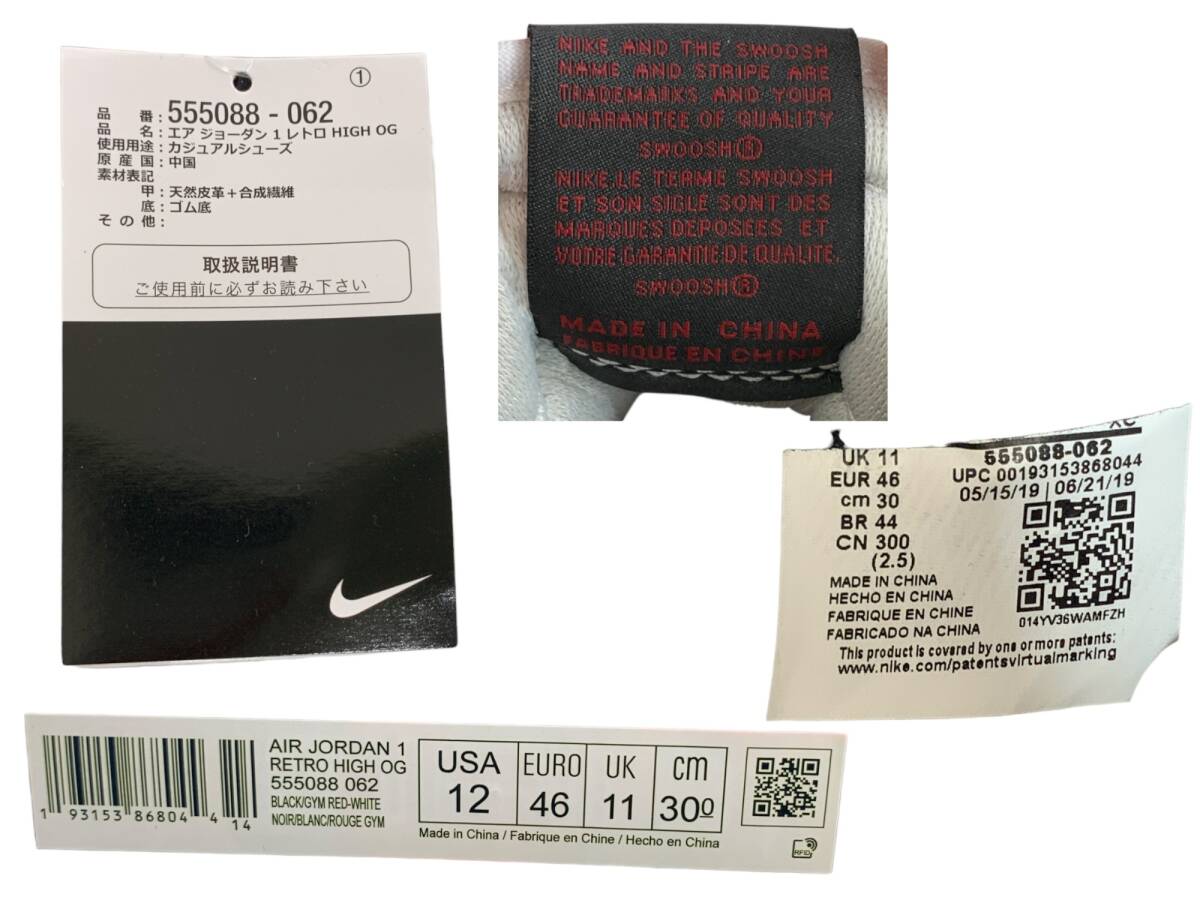 ①
品 番：555088 - 062
品 名：エア ジョーダン 1 レトロ HIGH OG
使用用途：カジュアルシューズ
原 産 国：中国
素材表記
甲：天然皮革＋合成繊維
底：ゴム底
そ の 他：
取扱説明書
ご使用前に必ずお読み下さい
NIKE AND THE SWOOSH
NAME AND STRIPE ARE
TRADEMARKS AND YOUR
GUARANTEE OF QUALITY
SWOOSH®
NIKE.LE TERME SWOOSH
ET SON SIGLE SONT DES
MARQUES DEPOSEES ET
VOTRE GARANTIE DE QUALITE.
SWOOSH®
MADE IN CHINA
FABRIQUE EN CHINE
XC
UK 11
EUR 46
cm 30
BR 44
CN 300
(2.5)
555088-062
UPC 00193153868044
05/15/19 | 06/21/19
014YV36WAMFZH
MADE IN CHINA
HECHO EN CHINA
FABRIQUE EN CHINE
FABRICADO NA CHINA
This product is covered by one or more patents:
www.nike.com/patentsvirtualmarking
1 93153 86804 4 14
AIR JORDAN 1
RETRO HIGH OG
555088 062
BLACK/GYM RED-WHITE
NOIR/BLANC/ROUGE GYM
USA 12
EURO 46
UK 11
cm 30⁰
Made in China / Fabrique en Chine / Hecho en China
RFID